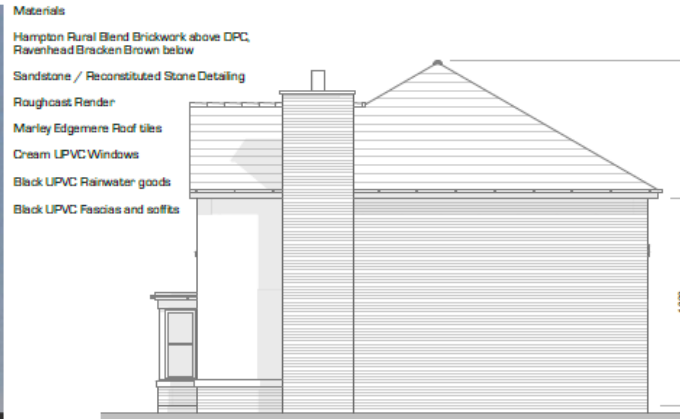 Materials
Hampton Rural Blend Brickwork above DPC,
Ravenhead Bracken Brown below
Sandstone / Reconstituted Stone Detailing
Roughcast Render
Marley Edgemere Roof tiles
Cream UPVC Windows
Black UPVC Rainwater goods
Black UPVC Fascias and soffits